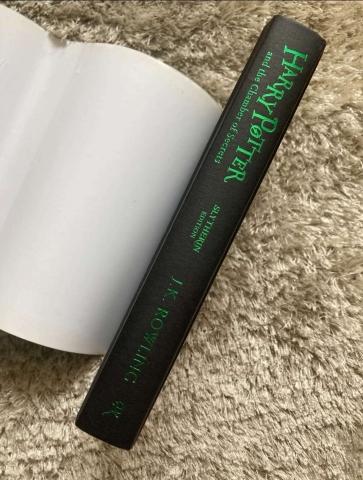 HARRY POTTER
and the Chamber of Secrets
SLYTHERIN
EDITION
J.K. ROWLING